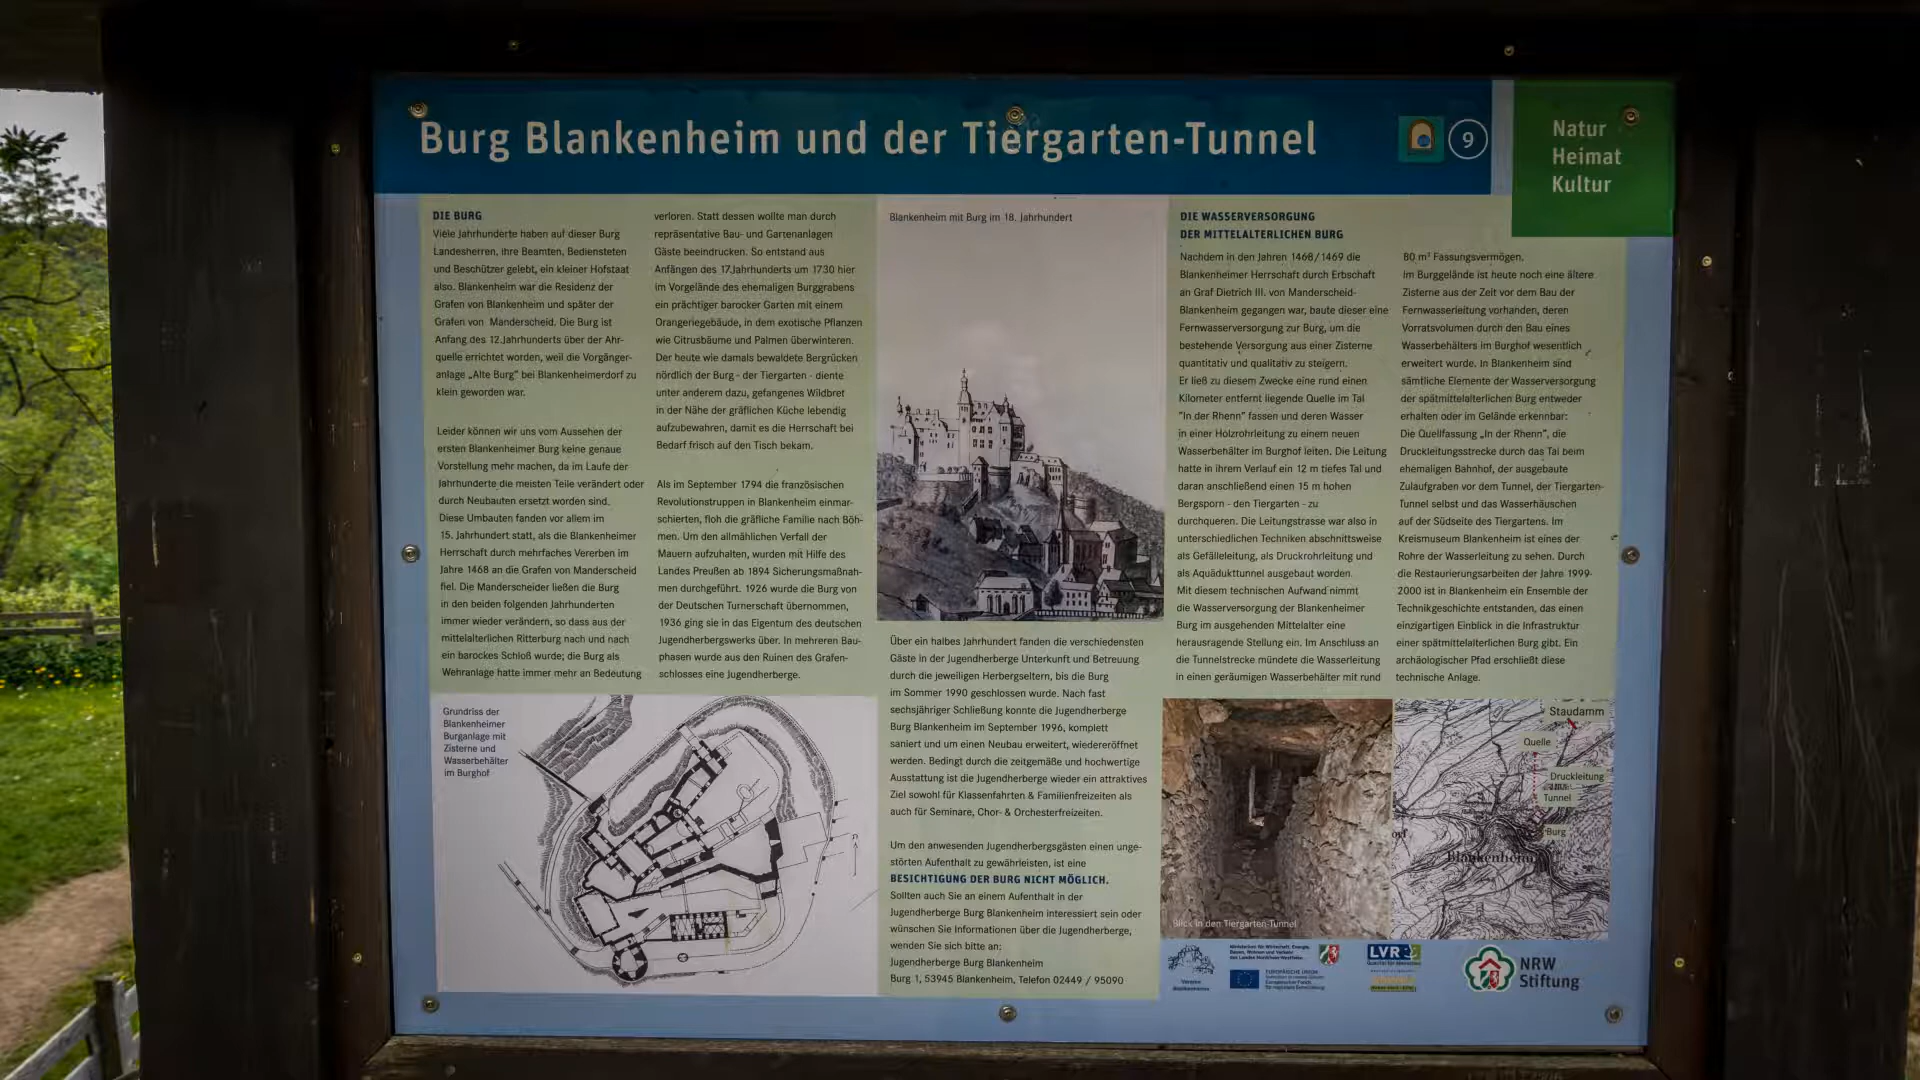 Burg Blankenheim und der Tiergarten-Tunnel
9
Natur
Heimat
Kultur
DIE BURG
Viele Jahrhunderte haben auf dieser Burg
Landesherren, ihre Beamten, Bediensteten
und Beschützer gelebt, ein kleiner Hofstaat
also. Blankenheim war die Residenz der
Grafen von Blankenheim und später der
Grafen von Manderscheid. Die Burg ist
Anfang des 12.Jahrhunderts über der Ahr-
quelle errichtet worden, weil die Vorgänger-
anlage „Alte Burg" bei Blankenheimerdorf zu
klein geworden war.
Leider können wir uns vom Aussehen der
ersten Blankenheimer Burg keine genaue
Vorstellung mehr machen, da im Laufe der
Jahrhunderte die meisten Teile verändert oder
durch Neubauten ersetzt worden sind.
Diese Umbauten fanden vor allem im
15. Jahrhundert statt, als die Blankenheimer
Herrschaft durch mehrfaches Vererben im
Jahre 1468 an die Grafen von Manderscheid
fiel. Die Manderscheider ließen die Burg
in den beiden folgenden Jahrhunderten
immer wieder verändern, so dass aus der
mittelalterlichen Ritterburg nach und nach
ein barockes Schloß wurde; die Burg als
Wehranlage hatte immer mehr an Bedeutung
verloren. Statt dessen wollte man durch
repräsentative Bau- und Gartenanlagen
Gäste beeindrucken. So entstand aus
Anfängen des 17.Jahrhunderts um 1730 hier
im Vorgelände des ehemaligen Burggrabens
ein prächtiger barocker Garten mit einem
Orangeriegebäude, in dem exotische Pflanzen
wie Citrusbäume und Palmen überwinteren.
Der heute wie damals bewaldete Bergrücken
nördlich der Burg - der Tiergarten - diente
unter anderem dazu, gefangenes Wildbret
in der Nähe der gräflichen Küche lebendig
aufzubewahren, damit es die Herrschaft bei
Bedarf frisch auf den Tisch bekam.
Als im September 1794 die französischen
Revolutionstruppen in Blankenheim einmar-
schierten, floh die gräfliche Familie nach Böh-
men. Um den allmählichen Verfall der
Mauern aufzuhalten, wurden mit Hilfe des
Landes Preußen ab 1894 Sicherungsmaßnah-
men durchgeführt. 1926 wurde die Burg von
der Deutschen Turnerschaft übernommen,
1936 ging sie in das Eigentum des deutschen
Jugendherbergswerks über. In mehreren Bau-
phasen wurde aus den Ruinen des Grafen-
schlosses eine Jugendherberge.
Grundriss der
Blankenheimer
Burganlage mit
Zisterne und
Wasserbehälter
im Burghof
Blankenheim mit Burg im 18. Jahrhundert
Über ein halbes Jahrhundert fanden die verschiedensten
Gäste in der Jugendherberge Unterkunft und Betreuung
durch die jeweiligen Herbergseltern, bis die Burg
im Sommer 1990 geschlossen wurde. Nach fast
sechsjähriger Schließung konnte die Jugendherberge
Burg Blankenheim im September 1996, komplett
saniert und um einen Neubau erweitert, wiedereröffnet
werden. Bedingt durch die zeitgemäße und hochwertige
Ausstattung ist die Jugendherberge wieder ein attraktives
Ziel sowohl für Klassenfahrten & Familienfreizeiten als
auch für Seminare, Chor- & Orchesterfreizeiten.
Um den anwesenden Jugendherbergsgästen einen unge-
störten Aufenthalt zu gewährleisten, ist eine
BESICHTIGUNG DER BURG NICHT MÖGLICH.
Sollten auch Sie an einem Aufenthalt in der
Jugendherberge Burg Blankenheim interessiert sein oder
wünschen Sie Informationen über die Jugendherberge,
wenden Sie sich bitte an:
Jugendherberge Burg Blankenheim
Burg 1, 53945 Blankenheim, Telefon 02449 / 95090
DIE WASSERVERSORGUNG
DER MITTELALTERLICHEN BURG
Nachdem in den Jahren 1468/1469 die
Blankenheimer Herrschaft durch Erbschaft
an Graf Dietrich III. von Manderscheid-
Blankenheim gegangen war, baute dieser eine
Fernwasserversorgung zur Burg, um die
bestehende Versorgung aus einer Zisterne
quantitativ und qualitativ zu steigern.
Er ließ zu diesem Zwecke eine rund einen
Kilometer entfernt liegende Quelle im Tal
"In der Rhenn" fassen und deren Wasser
in einer Holzrohrleitung zu einem neuen
Wasserbehälter im Burghof leiten. Die Leitung
hatte in ihrem Verlauf ein 12 m tiefes Tal und
daran anschließend einen 15 m hohen
Bergsporn - den Tiergarten - zu
durchqueren. Die Leitungstrasse war also in
unterschiedlichen Techniken abschnittsweise
als Gefälleleitung, als Druckrohrleitung und
als Aquädukttunnel ausgebaut worden.
Mit diesem technischen Aufwand nimmt
die Wasserversorgung der Blankenheimer
Burg im ausgehenden Mittelalter eine
herausragende Stellung ein. Im Anschluss an
die Tunnelstrecke mündete die Wasserleitung
in einen geräumigen Wasserbehälter mit rund
80 m³ Fassungsvermögen.
Im Burggelände ist heute noch eine ältere
Zisterne aus der Zeit vor dem Bau der
Fernwasserleitung vorhanden, deren
Vorratsvolumen durch den Bau eines
Wasserbehälters im Burghof wesentlich
erweitert wurde. In Blankenheim sind
sämtliche Elemente der Wasserversorgung
der spätmittelalterlichen Burg entweder
erhalten oder im Gelände erkennbar:
Die Quellfassung „In der Rhenn", die
Druckleitungsstrecke durch das Tal beim
ehemaligen Bahnhof, der ausgebaute
Zulaufgraben vor dem Tunnel, der Tiergarten-
Tunnel selbst und das Wasserhäuschen
auf der Südseite des Tiergartens. Im
Kreismuseum Blankenheim ist eines der
Rohre der Wasserleitung zu sehen. Durch
die Restaurierungsarbeiten der Jahre 1999-
2000 ist in Blankenheim ein Ensemble der
Technikgeschichte entstanden, das einen
einzigartigen Einblick in die Infrastruktur
einer spätmittelalterlichen Burg gibt. Ein
archäologischer Pfad erschließt diese
technische Anlage.
Blick in den Tiergarten-Tunnel
Staudamm
Quelle
Druckleitung
Tunnel
Burg
Blankenheim
EUROPÄISCHE UNION
LVR
NRW
Stiftung